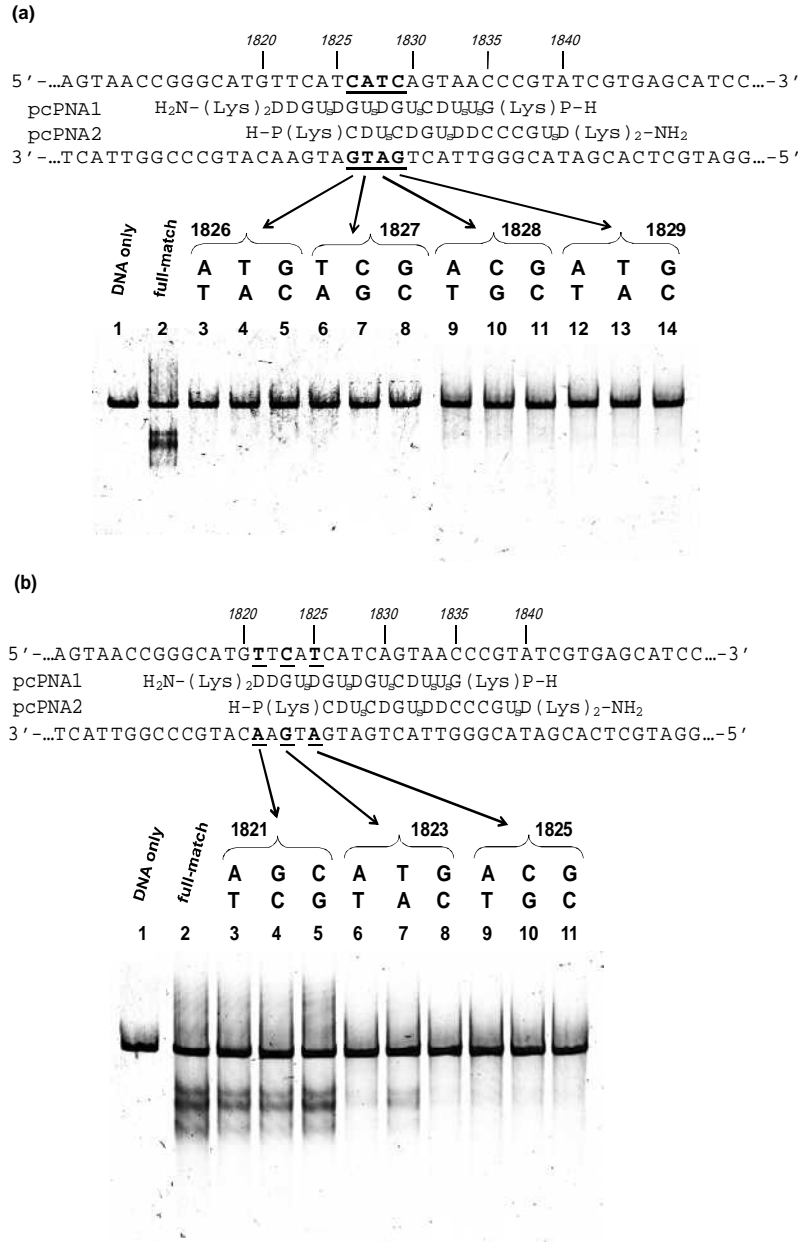 (a)
1820 1825 1830 1835 1840
5'-…AGTAACCGGGCATGTTCATCATCAGTAACCCGTATCGTGAGCATCC…-3'
pcPNA1 H2N-(Lys)2DDGUsDGUsDGUsCDUsUsG(Lys)P-H
pcPNA2 H-P(Lys)CDUsCDGUsDDCCCGUsD(Lys)2-NH2
3'-…TCATTGGCCCGTACAAGTAGTAGTCATTGGGCATAGCACTCGTAGG…-5'
DNA only full-match 1826 1827 1828 1829
A T G T C G A C G A T G
T A C A G C T G C T A C
1 2 3 4 5 6 7 8 9 10 11 12 13 14
(b)
1820 1825 1830 1835 1840
5'-…AGTAACCGGGCATGTTCATCATCAGTAACCCGTATCGTGAGCATCC…-3'
pcPNA1 H2N-(Lys)2DDGUsDGUsDGUsCDUsUsG(Lys)P-H
pcPNA2 H-P(Lys)CDUsCDGUsDDCCCGUsD(Lys)2-NH2
3'-…TCATTGGCCCGTACAAGTAGTAGTCATTGGGCATAGCACTCGTAGG…-5'
DNA only full-match 1821 1823 1825
A G C A T G A C G
T C G T A C T G C
1 2 3 4 5 6 7 8 9 10 11